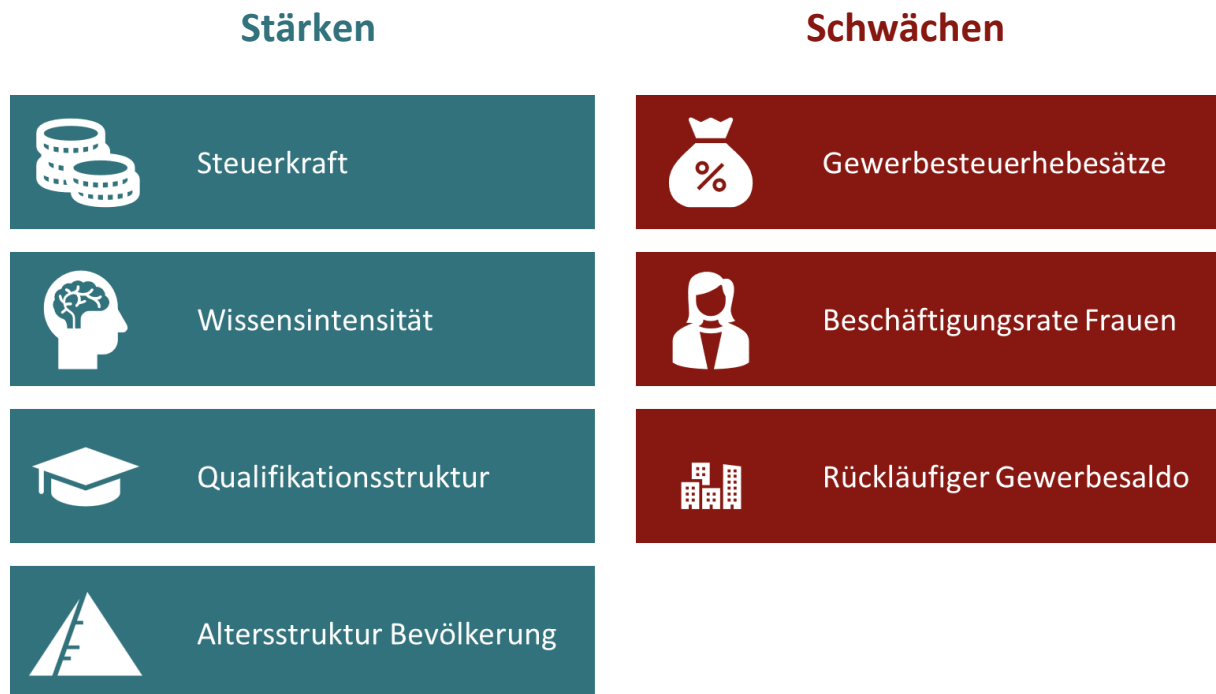 Stärken
Steuerkraft
Wissensintensität
Qualifikationsstruktur
Altersstruktur Bevölkerung
Schwächen
%
Gewerbesteuerhebesätze
Beschäftigungsrate Frauen
Rückläufiger Gewerbesaldo